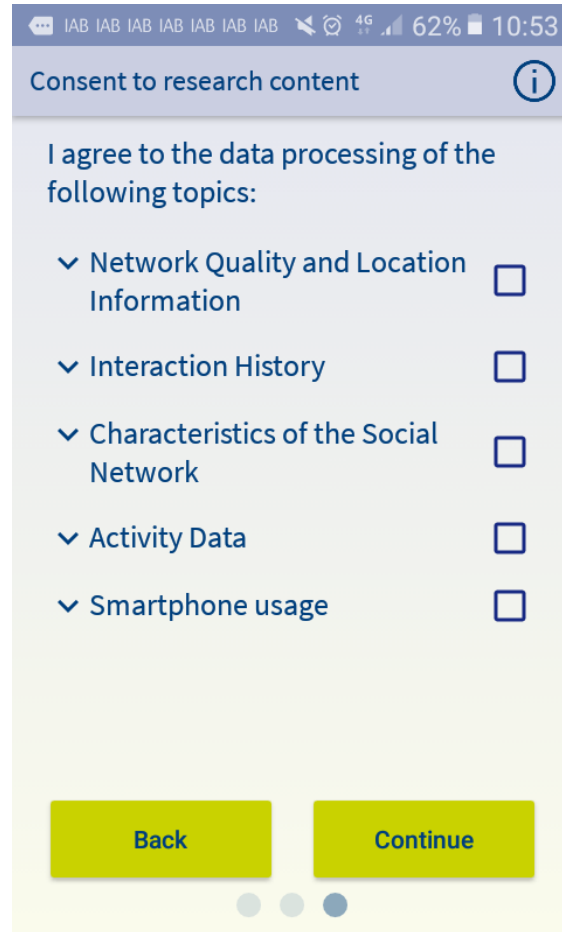 IAB IAB IAB IAB IAB IAB IAB 4G 62% 10:53
Consent to research content
I agree to the data processing of the
following topics:
Network Quality and Location
Information
Interaction History
Characteristics of the Social
Network
Activity Data
Smartphone usage
Back Continue